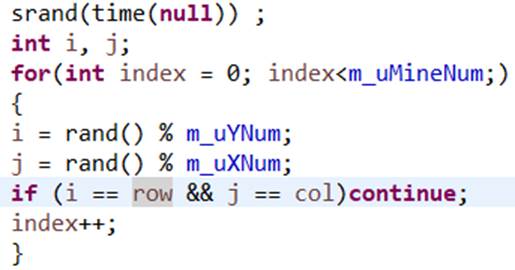 srand(time(null)) ;
int i, j;
for(int index = 0; index<m_uMineNum;)
{
i = rand() % m_uYNum;
j = rand() % m_uXNum;
if (i == row && j == col)continue;
index++;
}